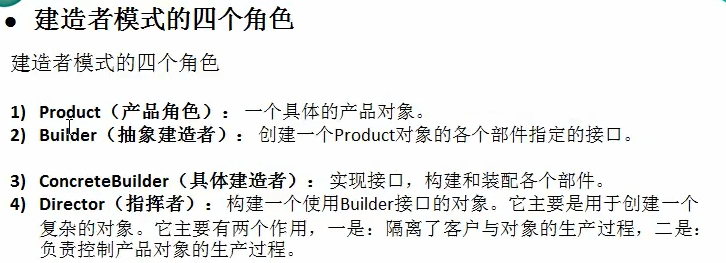 ● 建造者模式的四个角色
建造者模式的四个角色
1) Product（产品角色）： 一个具体的产品对象。
2) Builder（抽象建造者）： 创建一个Product对象的各个部件指定的接口。
3) ConcreteBuilder（具体建造者）： 实现接口，构建和装配各个部件。
4) Director（指挥者）： 构建一个使用Builder接口的对象。它主要是用于创建一个
复杂的对象。它主要有两个作用，一是：隔离了客户与对象的生产过程，二是：
负责控制产品对象的生产过程。